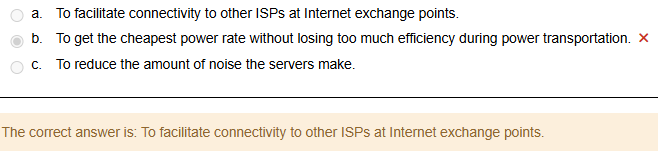 a. To facilitate connectivity to other ISPs at Internet exchange points.
b. To get the cheapest power rate without losing too much efficiency during power transportation. ✕
c. To reduce the amount of noise the servers make.
The correct answer is: To facilitate connectivity to other ISPs at Internet exchange points.